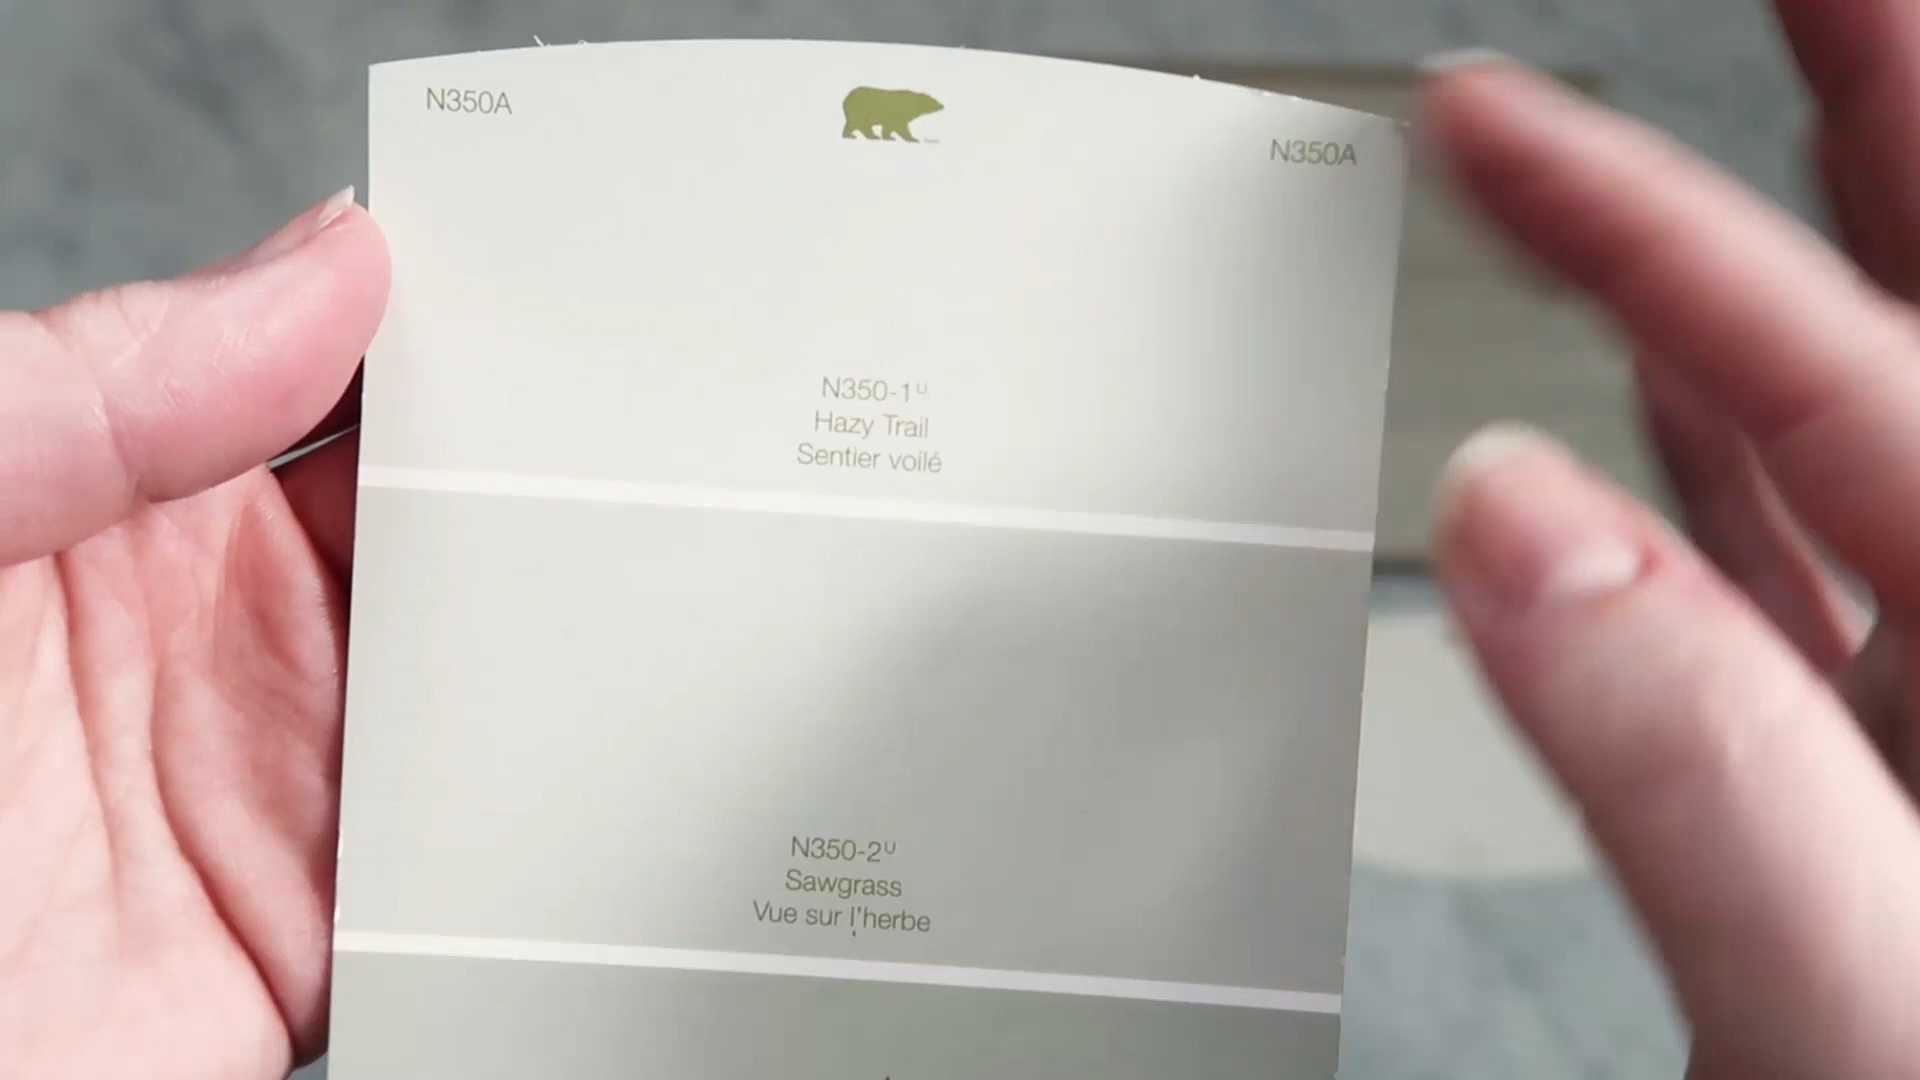 N350A
N350A
N350-1ᵁ
Hazy Trail
Sentier voilé
N350-2ᵁ
Sawgrass
Vue sur l'herbe